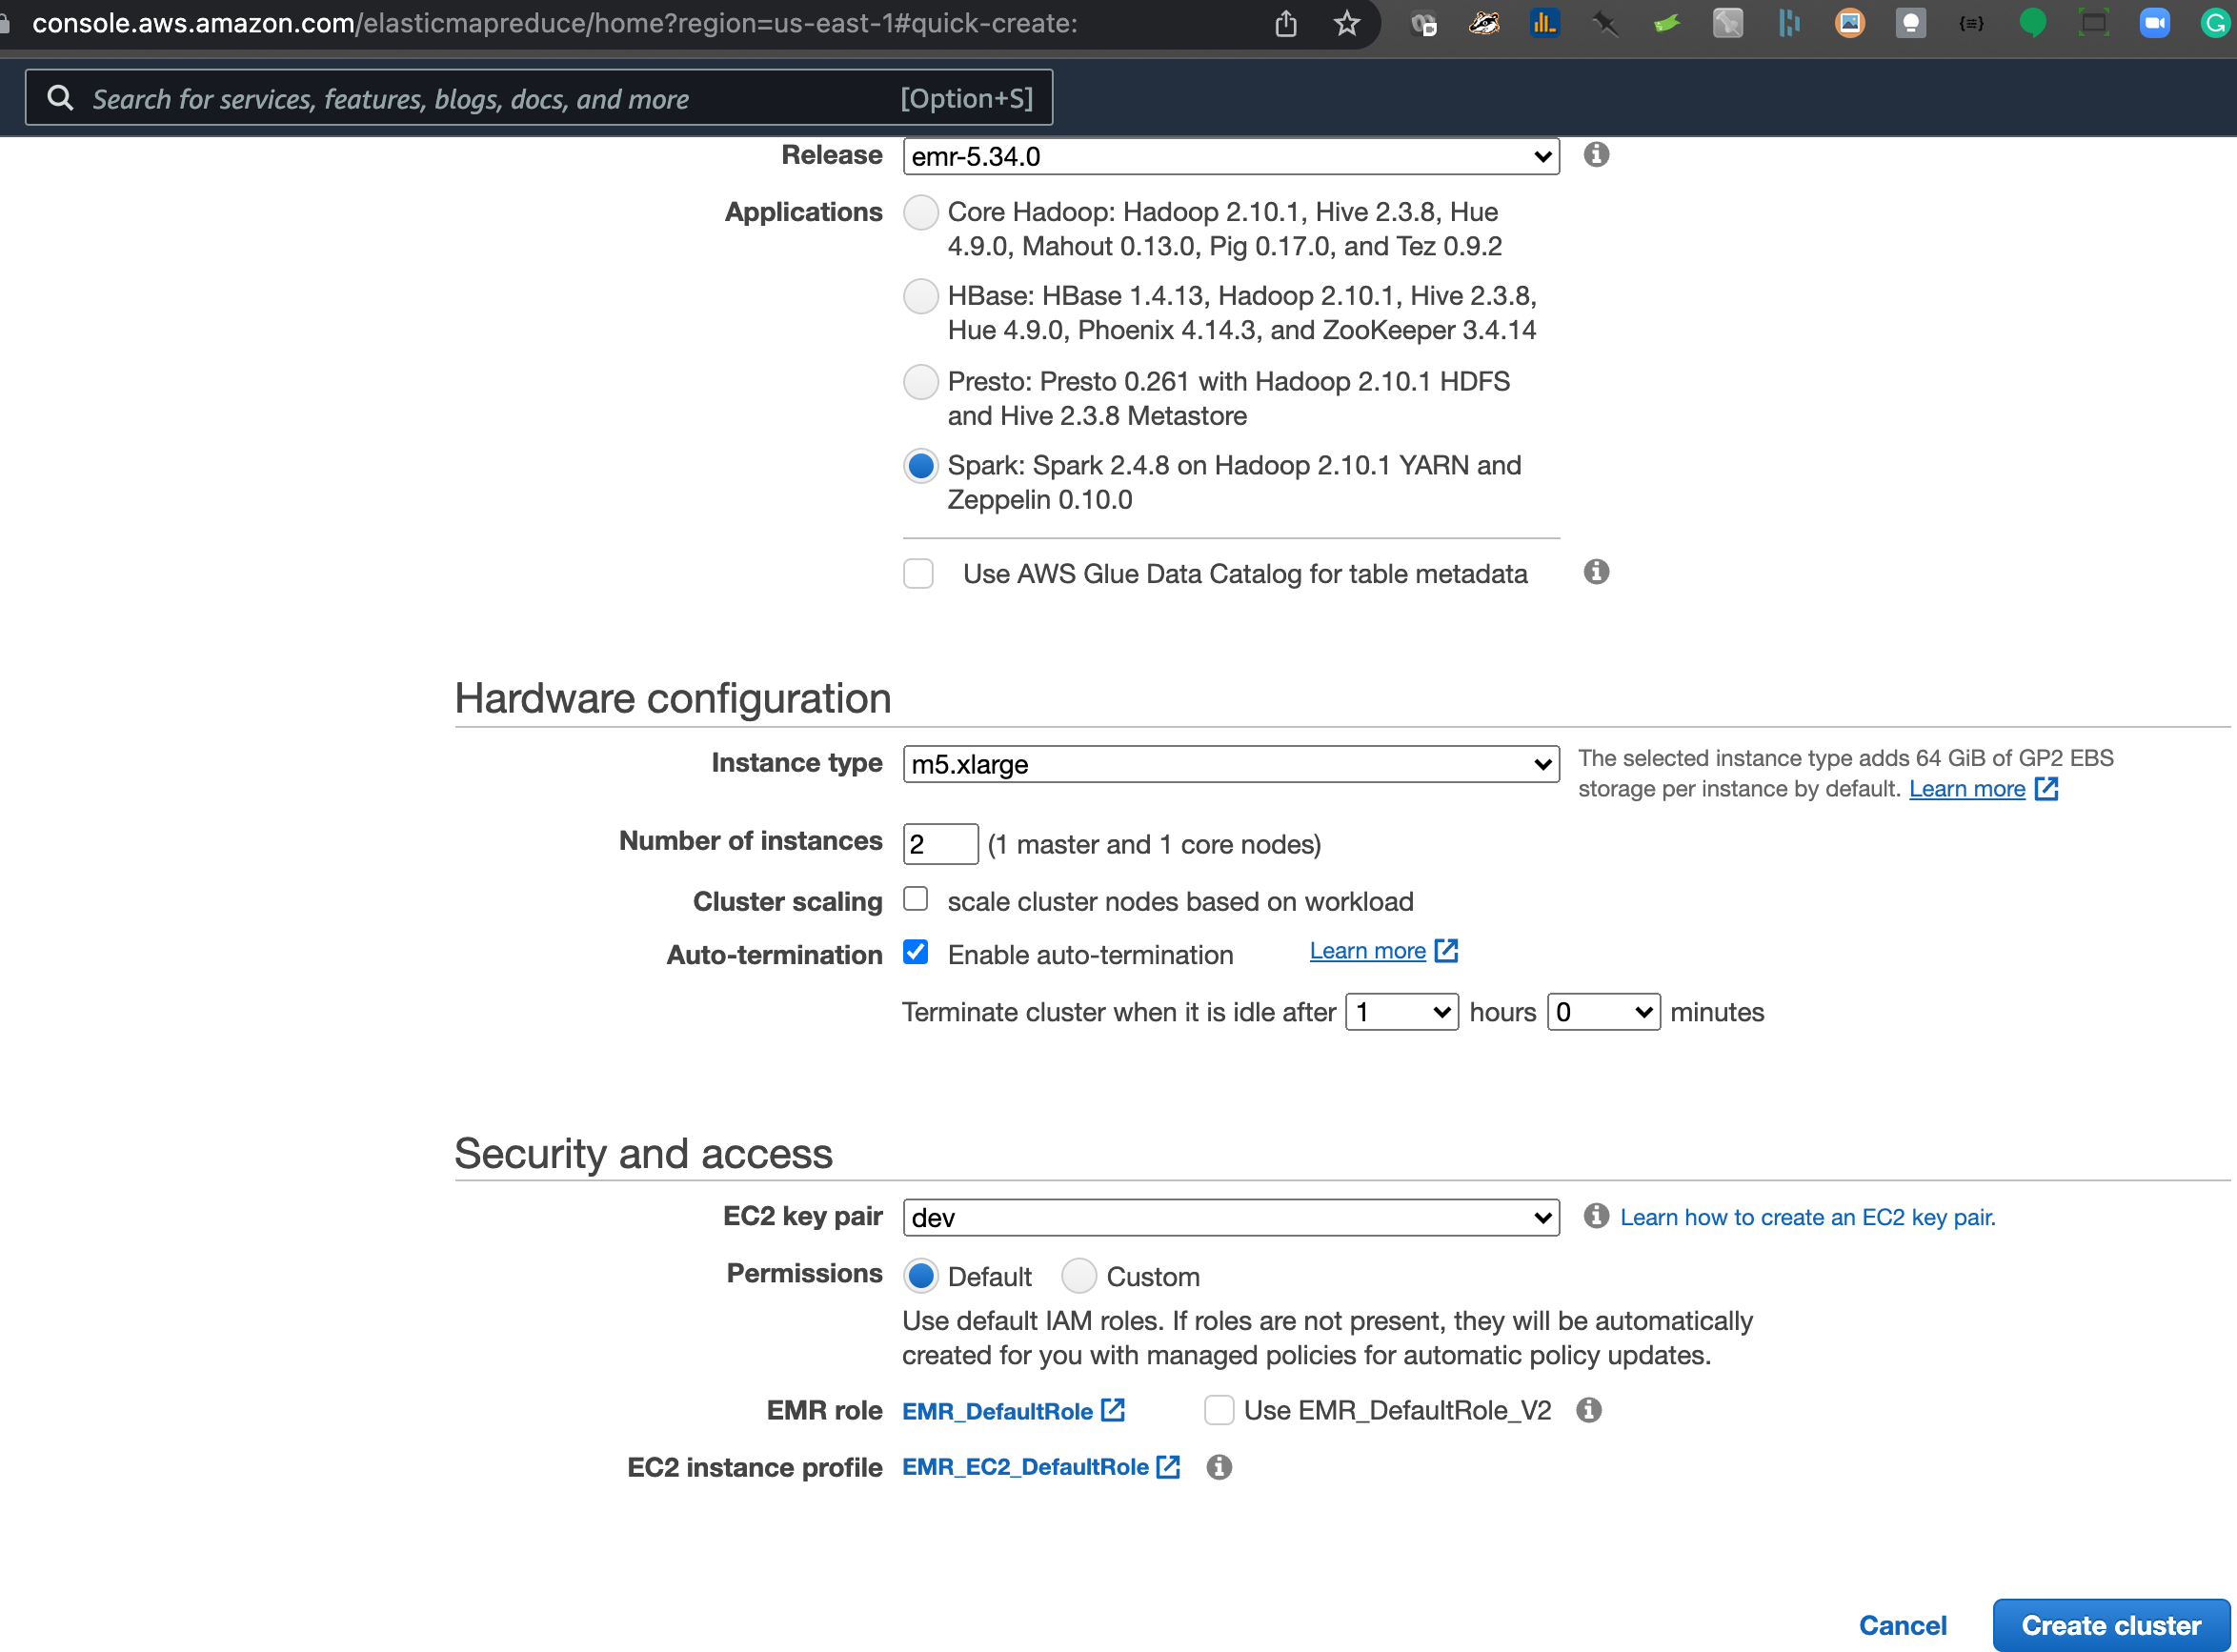 console.aws.amazon.com/elasticmapreduce/home?region=us-east-1#quick-create:
Search for services, features, blogs, docs, and more [Option+S]
Release emr-5.34.0
Applications Core Hadoop: Hadoop 2.10.1, Hive 2.3.8, Hue
4.9.0, Mahout 0.13.0, Pig 0.17.0, and Tez 0.9.2
HBase: HBase 1.4.13, Hadoop 2.10.1, Hive 2.3.8,
Hue 4.9.0, Phoenix 4.14.3, and ZooKeeper 3.4.14
Presto: Presto 0.261 with Hadoop 2.10.1 HDFS
and Hive 2.3.8 Metastore
Spark: Spark 2.4.8 on Hadoop 2.10.1 YARN and
Zeppelin 0.10.0
Use AWS Glue Data Catalog for table metadata
Hardware configuration
Instance type m5.xlarge The selected instance type adds 64 GiB of GP2 EBS
storage per instance by default. Learn more
Number of instances 2 (1 master and 1 core nodes)
Cluster scaling scale cluster nodes based on workload
Auto-termination Enable auto-termination Learn more
Terminate cluster when it is idle after 1 hours 0 minutes
Security and access
EC2 key pair dev Learn how to create an EC2 key pair.
Permissions Default Custom
Use default IAM roles. If roles are not present, they will be automatically
created for you with managed policies for automatic policy updates.
EMR role EMR_DefaultRole Use EMR_DefaultRole_V2
EC2 instance profile EMR_EC2_DefaultRole
Cancel Create cluster